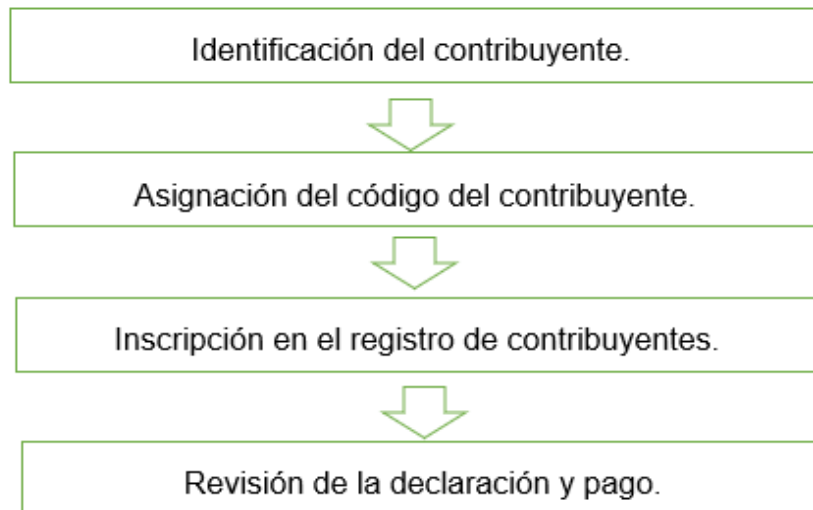 Identificación del contribuyente.
Asignación del código del contribuyente.
Inscripción en el registro de contribuyentes.
Revisión de la declaración y pago.